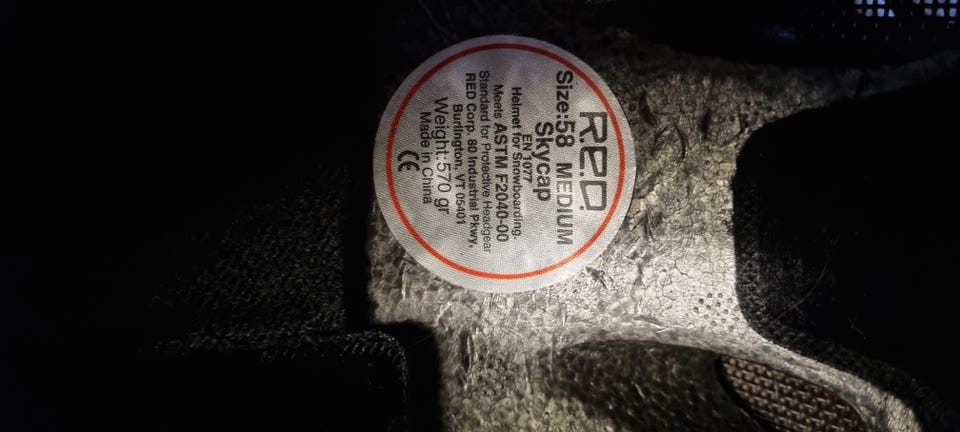 R.E.D.
Size:58 MEDIUM
Skycap
EN 1077
Helmet for Snowboarding.
Meets ASTM F2040-00
Standard for Protective Headgear
RED Corp. 80 Industrial Pkwy,
Burlington, VT 05401
Weight:570 gr
Made in China
CE